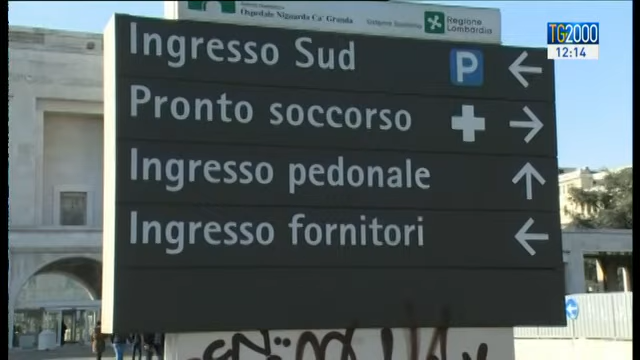 Ospedale Niguarda Ca' Granda
Regione
Lombardia
TG2000
12:14
Ingresso Sud P
Pronto soccorso
Ingresso pedonale
Ingresso fornitori